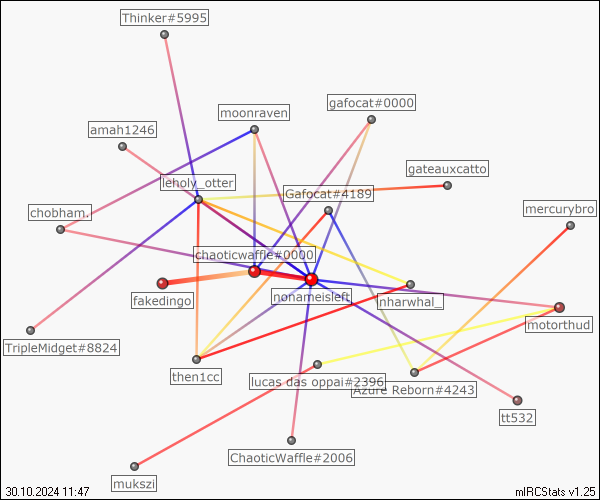 Thinker#5995
gafocat#0000
moonraven
amah1246
gateauxcatto
leholy_otter
Gafocat#4189
mercurybro
chobham.
chaoticwaffle#0000
fakedingo
nonameisleft
nharwhal_
motorthud
TripleMidget#8824
then1cc
lucas das oppai#2396
Azure Reborn#4243
tt532
ChaoticWaffle#2006
mukszi
30.10.2024 11:47
mIRCStats v1.25